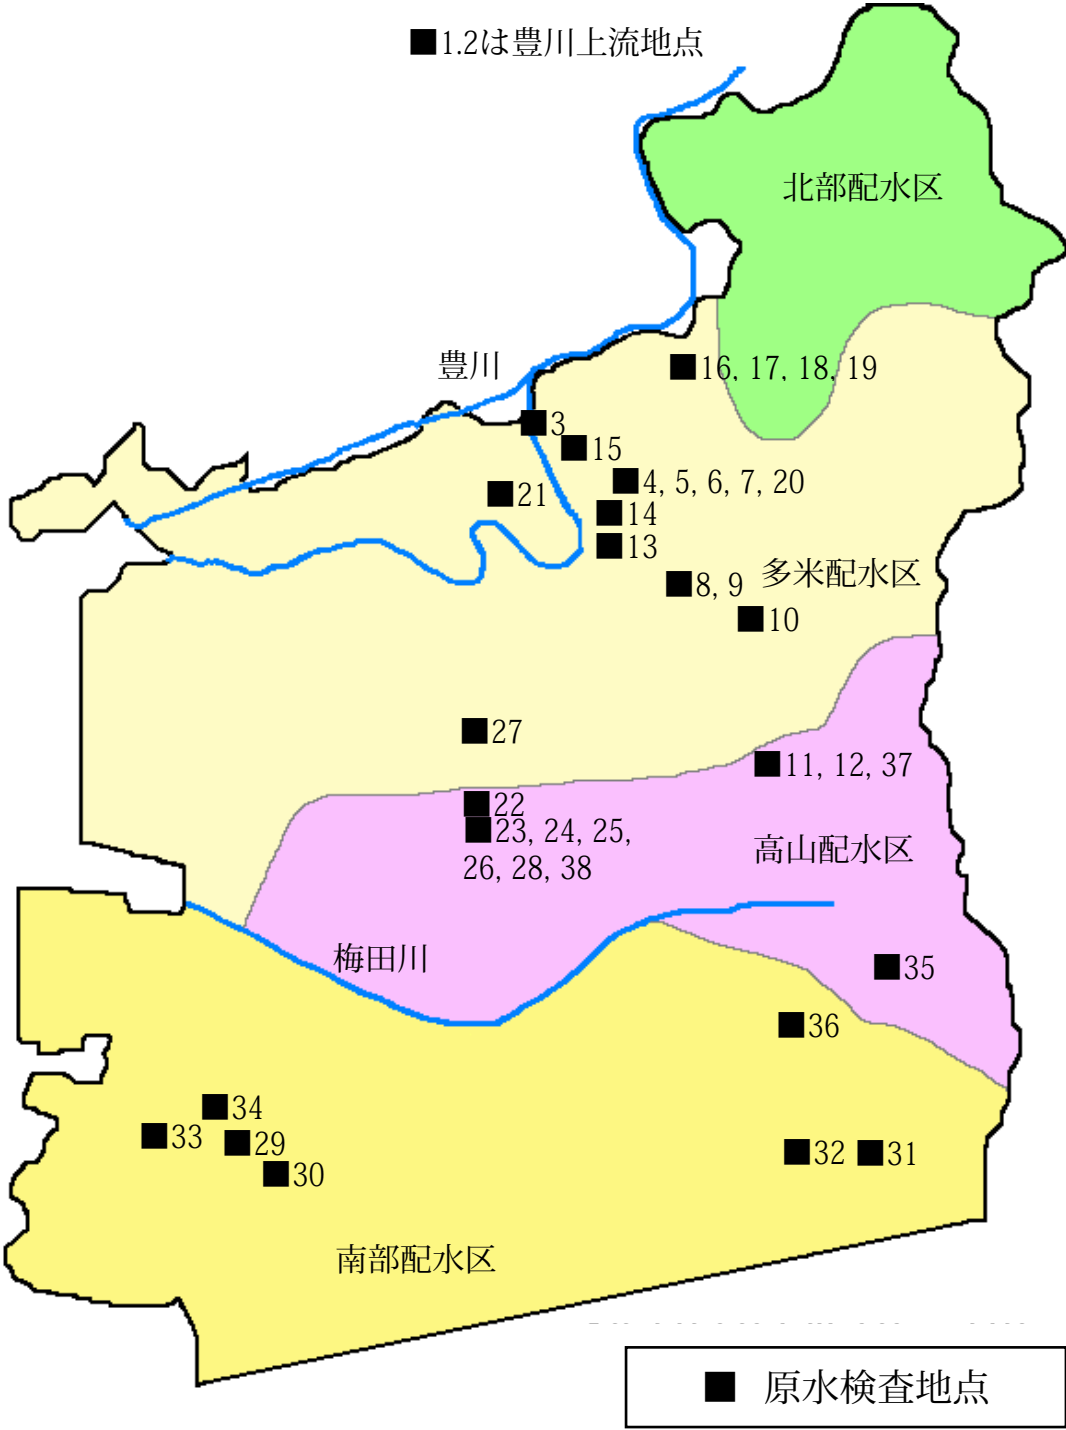 ■1.2は豊川上流地点
北部配水区
豊川
■16, 17, 18, 19
■3
■15
■4, 5, 6, 7, 20
■21
■14
■13
■8, 9
多米配水区
■10
■27
■11, 12, 37
■22
■23, 24, 25,
26, 28, 38
高山配水区
梅田川
■35
■36
■34
■33
■29
■30
■32
■31
南部配水区
■ 原水検査地点